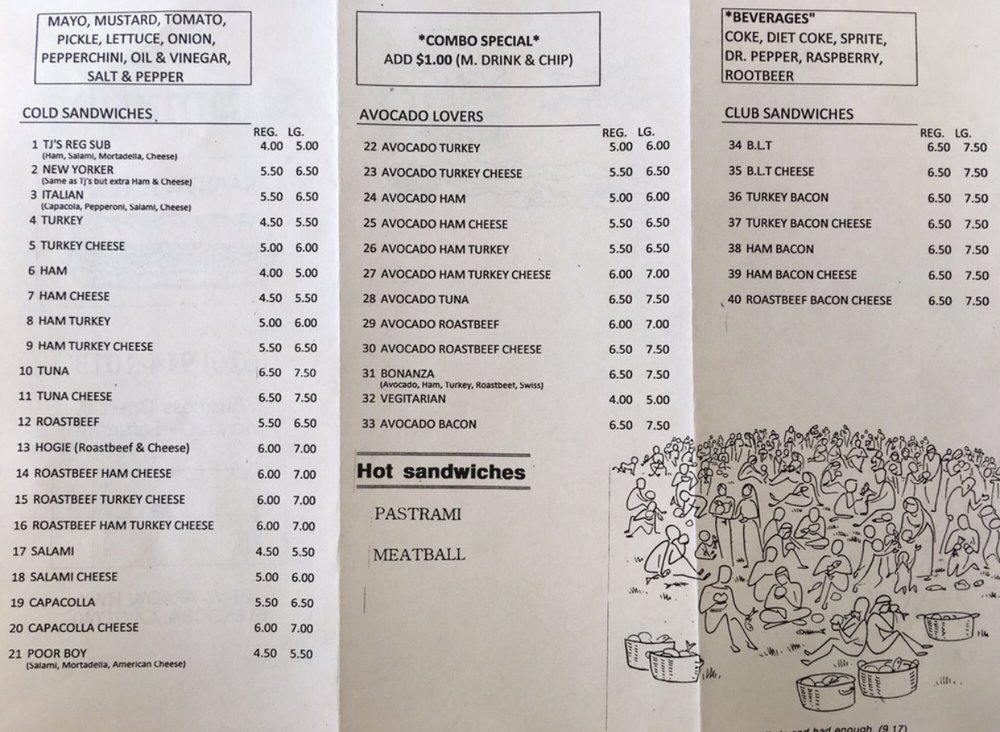 MAYO, MUSTARD, TOMATO,
PICKLE, LETTUCE, ONION,
PEPPERCHINI, OIL & VINEGAR,
SALT & PEPPER
COLD SANDWICHES
REG. LG.
1 TJ'S REG SUB 4.00 5.00
(Ham, Salami, Mortadella, Cheese)
2 NEW YORKER 5.50 6.50
(Same as Tj's but extra Ham & Cheese)
3 ITALIAN 5.50 6.50
(Capacola, Pepperoni, Salami, Cheese)
4 TURKEY 4.50 5.50
5 TURKEY CHEESE 5.00 6.00
6 HAM 4.00 5.00
7 HAM CHEESE 4.50 5.50
8 HAM TURKEY 5.00 6.00
9 HAM TURKEY CHEESE 5.50 6.50
10 TUNA 6.50 7.50
11 TUNA CHEESE 6.50 7.50
12 ROASTBEEF 5.50 6.50
13 HOGIE (Roastbeef & Cheese) 6.00 7.00
14 ROASTBEEF HAM CHEESE 6.00 7.00
15 ROASTBEEF TURKEY CHEESE 6.00 7.00
16 ROASTBEEF HAM TURKEY CHEESE 6.00 7.00
17 SALAMI 4.50 5.50
18 SALAMI CHEESE 5.00 6.00
19 CAPACOLLA 5.50 6.50
20 CAPACOLLA CHEESE 6.00 7.00
21 POOR BOY 4.50 5.50
(Salami, Mortadella, American Cheese)
*COMBO SPECIAL*
ADD $1.00 (M. DRINK & CHIP)
AVOCADO LOVERS
REG. LG.
22 AVOCADO TURKEY 5.00 6.00
23 AVOCADO TURKEY CHEESE 5.50 6.50
24 AVOCADO HAM 5.00 6.00
25 AVOCADO HAM CHEESE 5.50 6.50
26 AVOCADO HAM TURKEY 5.50 6.50
27 AVOCADO HAM TURKEY CHEESE 6.00 7.00
28 AVOCADO TUNA 6.50 7.50
29 AVOCADO ROASTBEEF 6.00 7.00
30 AVOCADO ROASTBEEF CHEESE 6.50 7.50
31 BONANZA 6.50 7.50
(Avocado, Ham, Turkey, Roastbeet, Swiss)
32 VEGITARIAN 4.00 5.00
33 AVOCADO BACON 6.50 7.50
Hot sandwiches
PASTRAMI
MEATBALL
*BEVERAGES"
COKE, DIET COKE, SPRITE,
DR. PEPPER, RASPBERRY,
ROOTBEER
CLUB SANDWICHES
REG. LG.
34 B.L.T 6.50 7.50
35 B.L.T CHEESE 6.50 7.50
36 TURKEY BACON 6.50 7.50
37 TURKEY BACON CHEESE 6.50 7.50
38 HAM BACON 6.50 7.50
39 HAM BACON CHEESE 6.50 7.50
40 ROASTBEEF BACON CHEESE 6.50 7.50
had enough. (9.17)